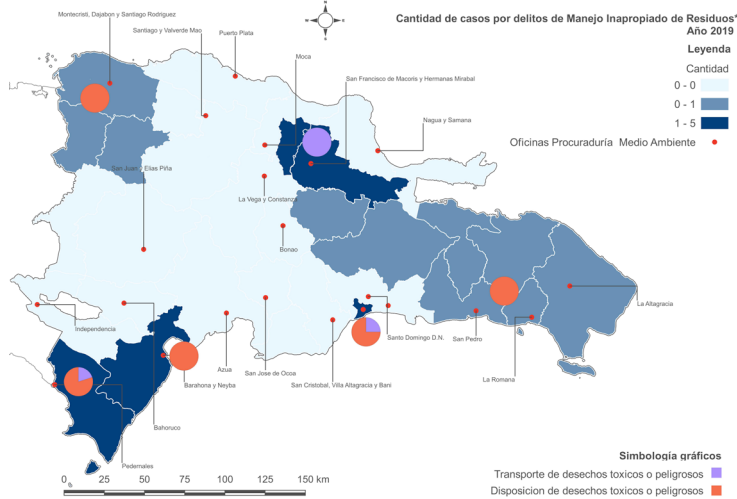 Cantidad de casos por delitos de Manejo Inapropiado de Residuos*
Año 2019
Leyenda
Cantidad
0 - 0
0 - 1
1 - 5
Oficinas Procuraduría Medio Ambiente
Montecristi, Dajabon y Santiago Rodriguez
Santiago y Valverde Mao
Puerto Plata
Moca
San Francisco de Macoris y Hermanas Mirabal
Nagua y Samana
San Juan y Elias Piña
La Vega y Constanza
Bonao
La Altagracia
Independencia
Santo Domingo D.N.
San Pedro
Azua
San Jose de Ocoa
La Romana
Barahona y Neyba
San Cristobal, Villa Altagracia y Bani
Bahoruco
Pedernales
Simbología gráficos
Transporte de desechos toxicos o peligrosos
Disposicion de desechos toxicos o peligrosos
0 25 50 75 100 125 150 km